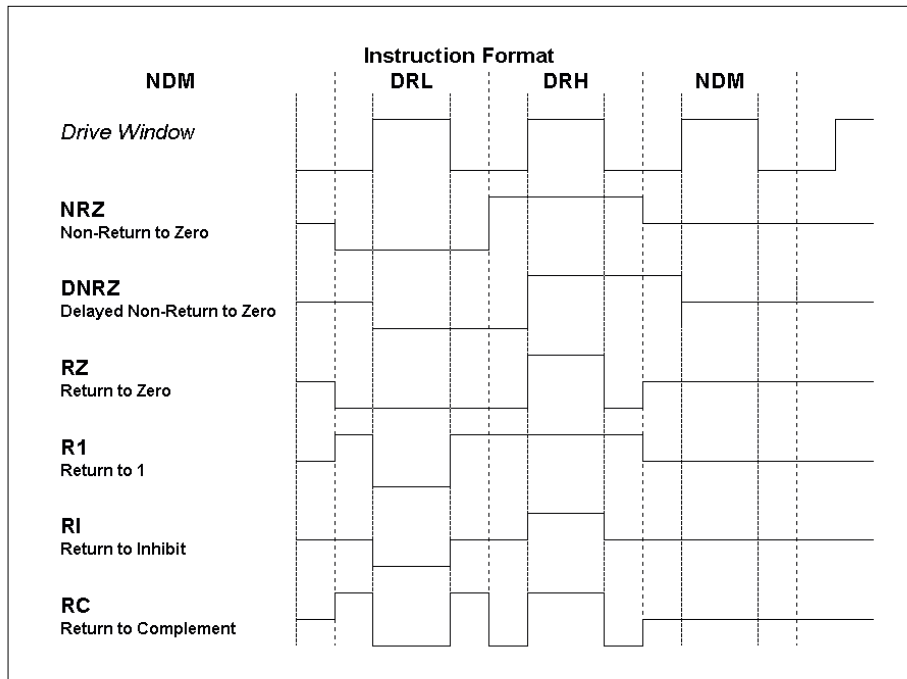 Instruction Format
NDM DRL DRH NDM
Drive Window
NRZ
Non-Return to Zero
DNRZ
Delayed Non-Return to Zero
RZ
Return to Zero
R1
Return to 1
RI
Return to Inhibit
RC
Return to Complement